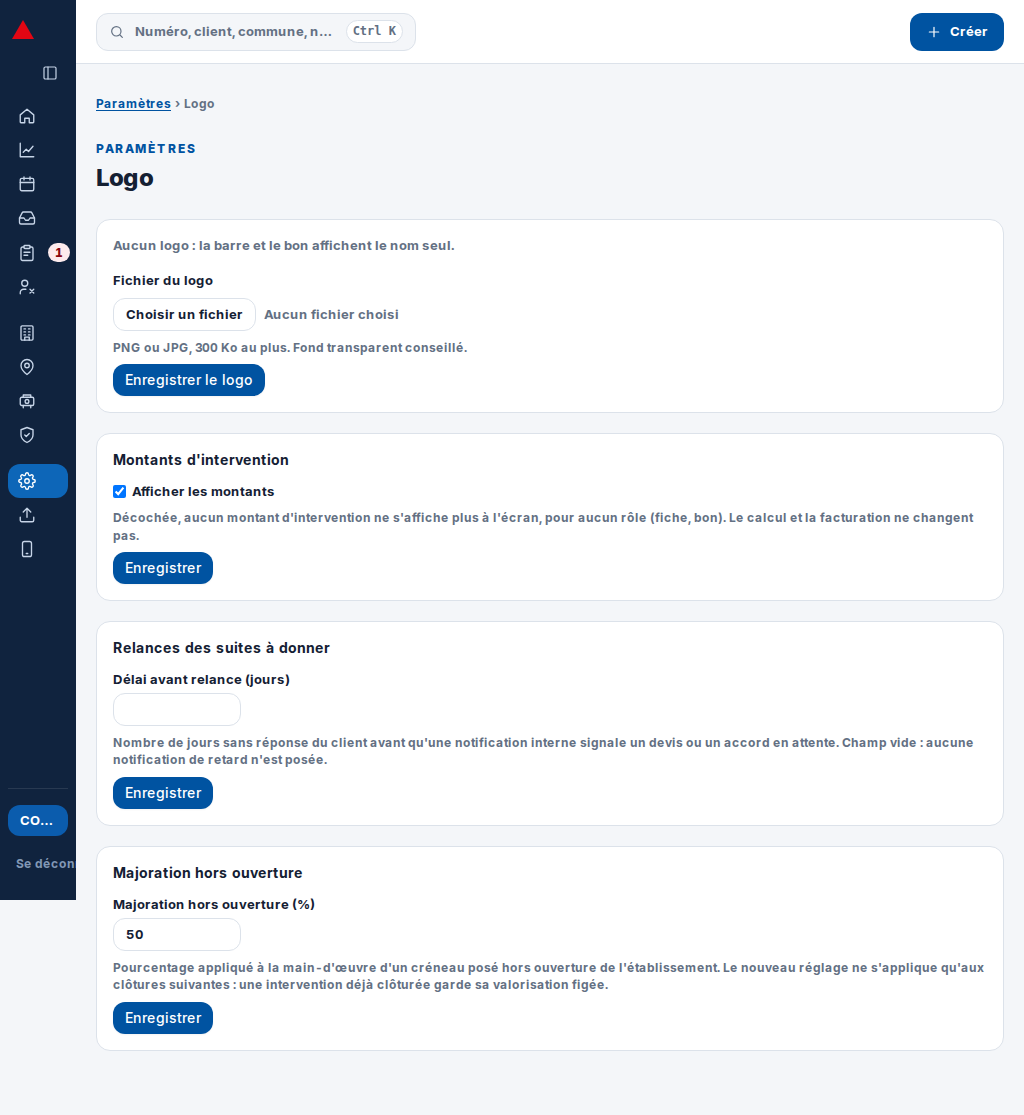 Numéro, client, commune, n...
Ctrl K
Créer
Paramètres › Logo
PARAMÈTRES
Logo
1
Aucun logo : la barre et le bon affichent le nom seul.
Fichier du logo
Choisir un fichier
Aucun fichier choisi
PNG ou JPG, 300 Ko au plus. Fond transparent conseillé.
Enregistrer le logo
Montants d'intervention
Afficher les montants
Décochée, aucun montant d'intervention ne s'affiche plus à l'écran, pour aucun rôle (fiche, bon). Le calcul et la facturation ne changent
pas.
Enregistrer
Relances des suites à donner
Délai avant relance (jours)
Nombre de jours sans réponse du client avant qu'une notification interne signale un devis ou un accord en attente. Champ vide : aucune
notification de retard n'est posée.
Enregistrer
CO...
Se décon
Majoration hors ouverture
Majoration hors ouverture (%)
50
Pourcentage appliqué à la main-d'œuvre d'un créneau posé hors ouverture de l'établissement. Le nouveau réglage ne s'applique qu'aux
clôtures suivantes : une intervention déjà clôturée garde sa valorisation figée.
Enregistrer